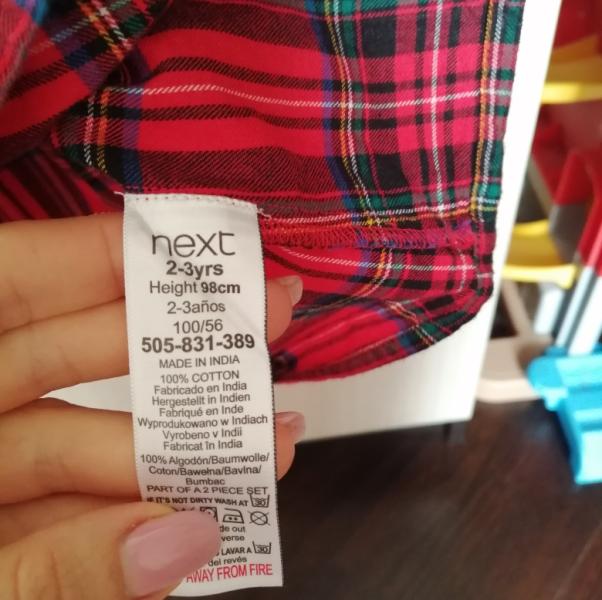 next
2-3yrs
Height 98cm
2-3años
100/56
505-831-389
MADE IN INDIA
100% COTTON
Fabricado en India
Hergestellt in Indien
Fabriqué en Inde
Wyprodukowano w Indiach
Vyrobeno v Indii
Fabricat în India
100% Algodón/Baumwolle/
Coton/Bawełna/Bavlna/
Bumbac
PART OF A 2 PIECE SET
IF IT'S NOT DIRTY WASH AT 30
out
LAVAR A 30
del revés
AWAY FROM FIRE